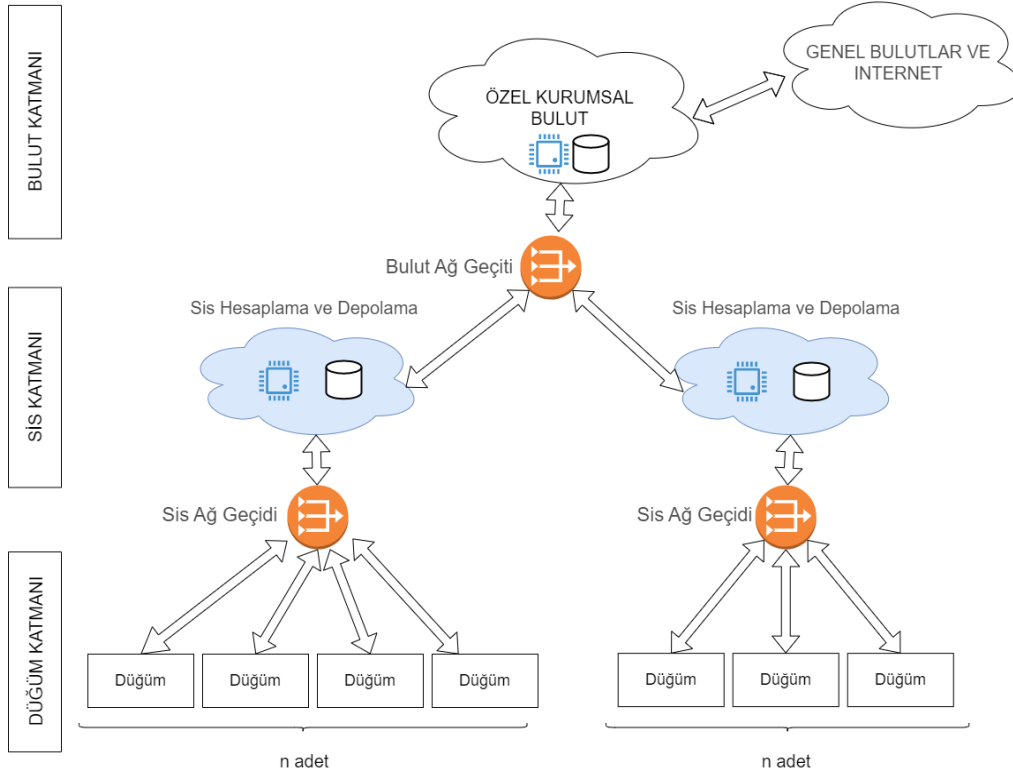 BULUT KATMANI
GENEL BULUTLAR VE
INTERNET
ÖZEL KURUMSAL
BULUT
Bulut Ağ Geçiti
SİS KATMANI
Sis Hesaplama ve Depolama
Sis Hesaplama ve Depolama
Sis Ağ Geçidi
Sis Ağ Geçidi
DÜĞÜM KATMANI
Düğüm
Düğüm
Düğüm
Düğüm
Düğüm
Düğüm
Düğüm
n adet
n adet